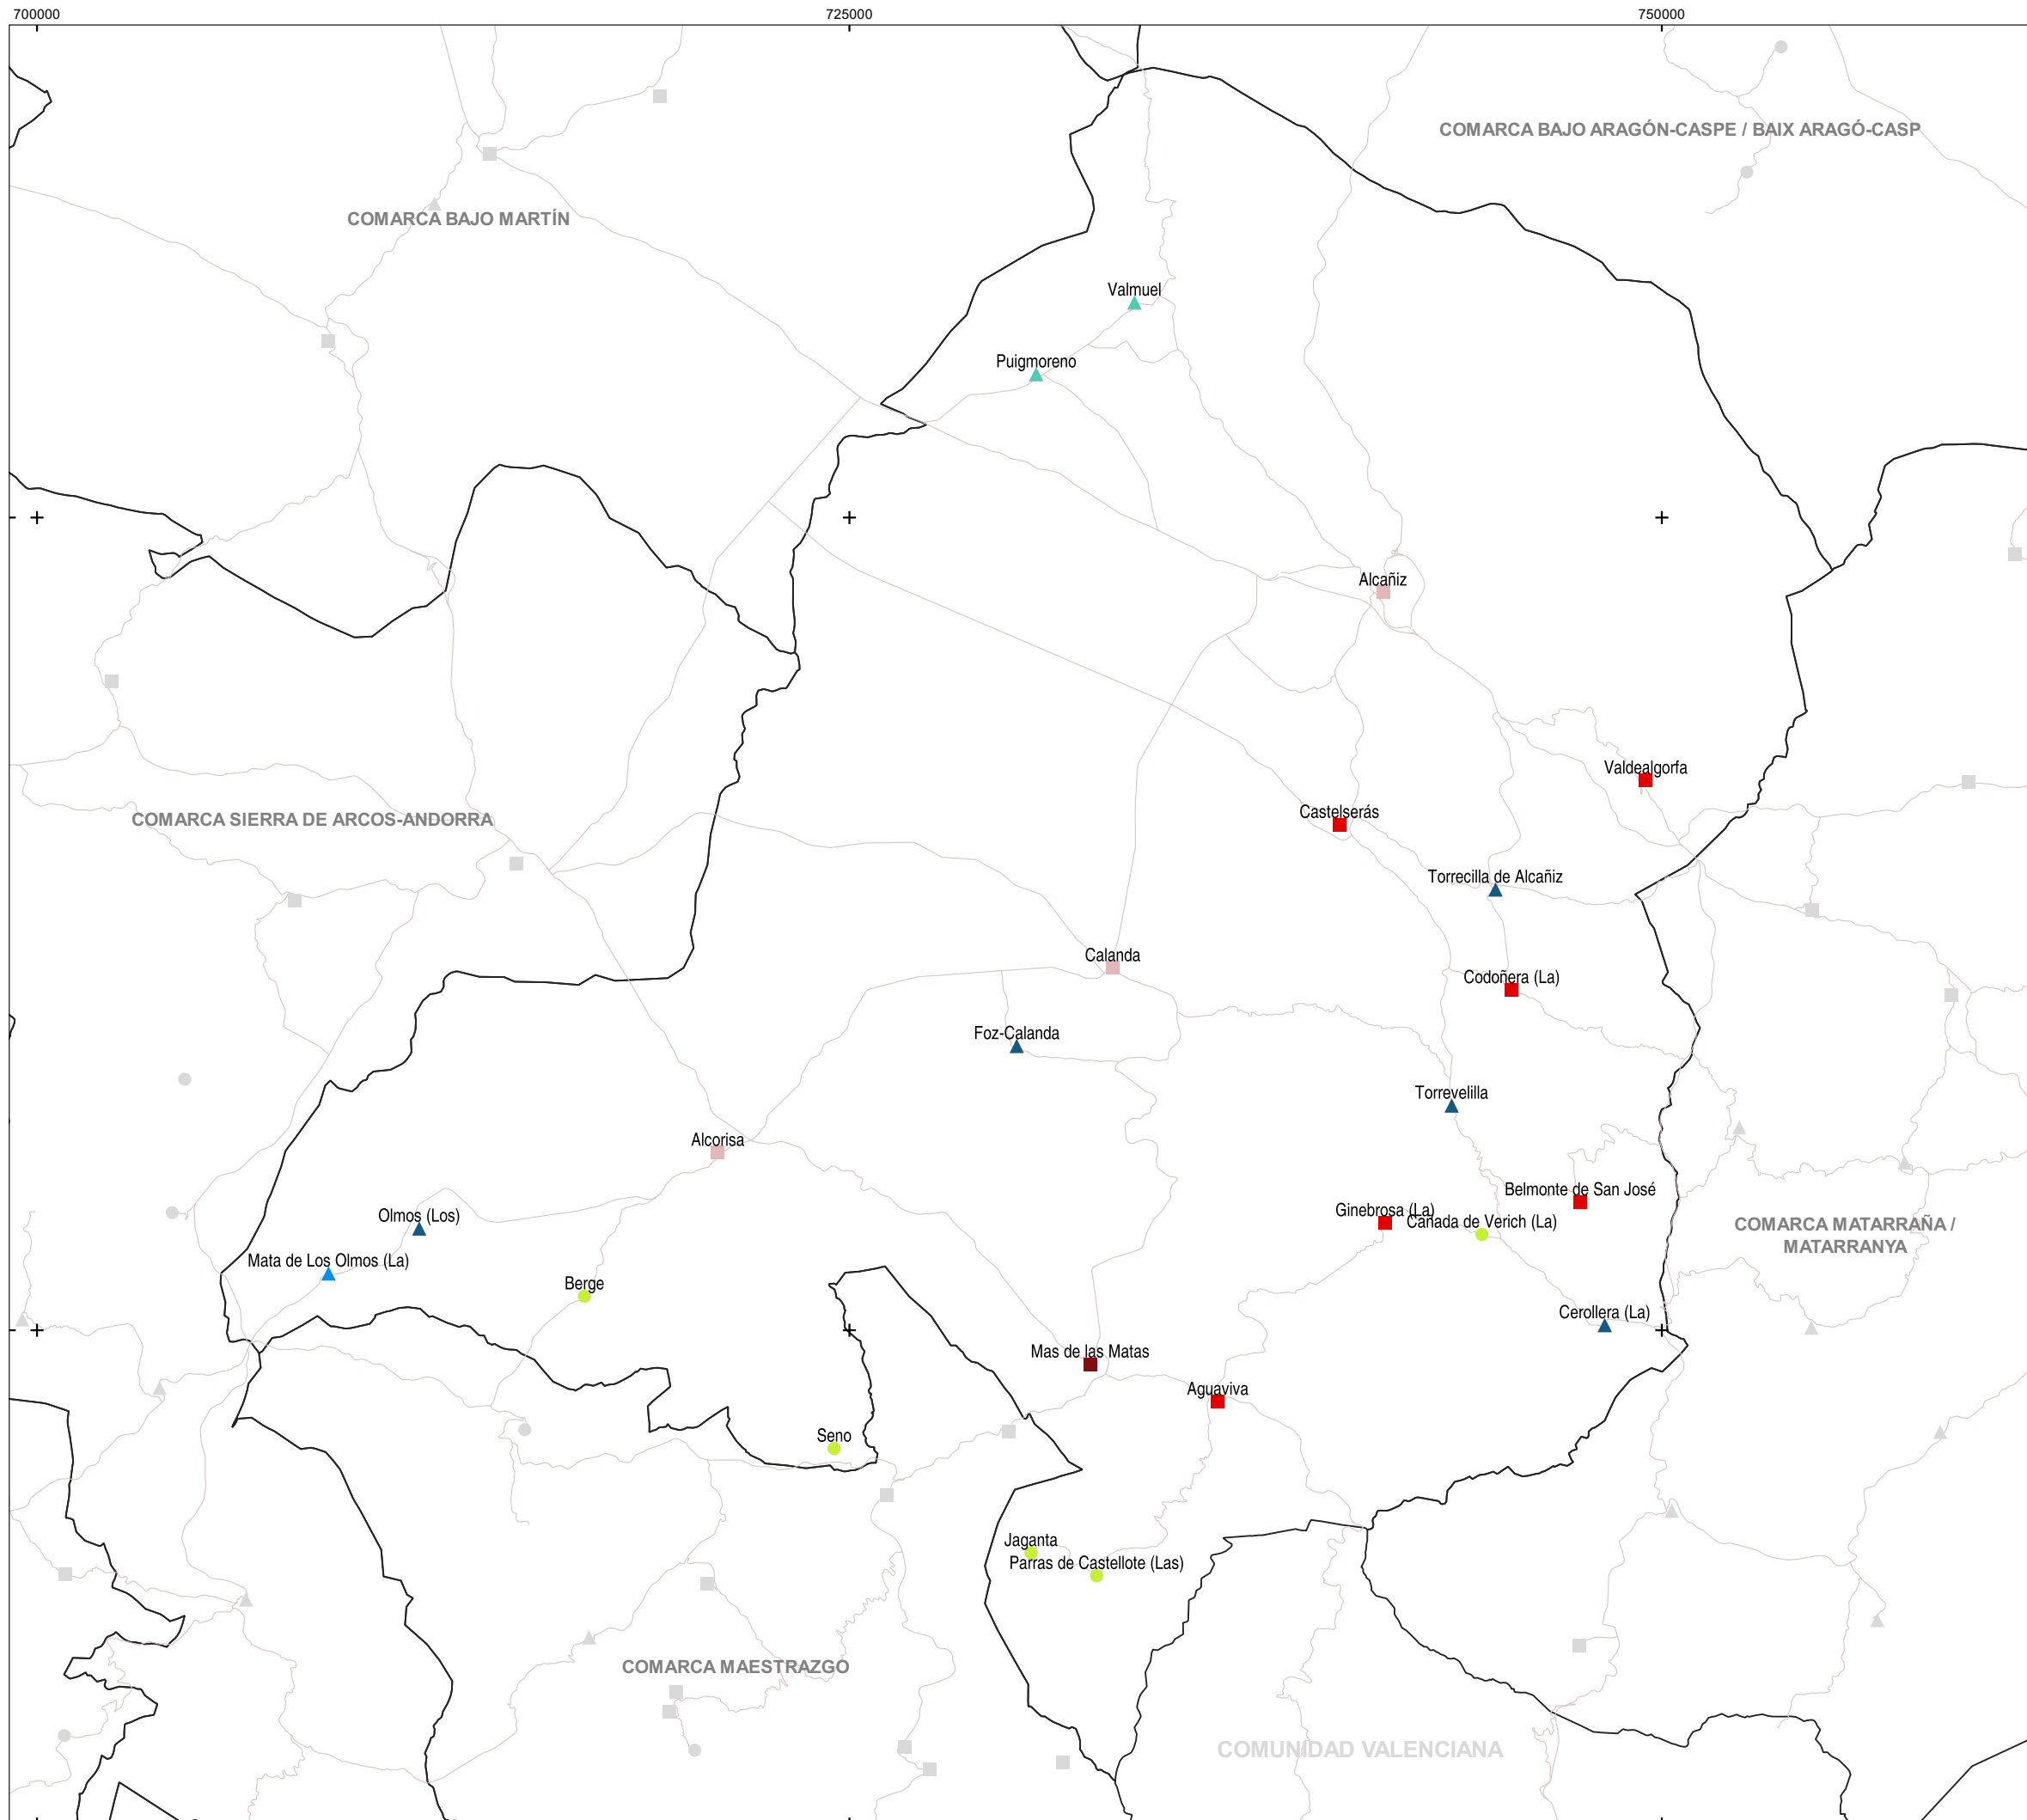 700000
725000
750000
COMARCA BAJO ARAGÓN-CASPE / BAIX ARAGÓ-CASP
COMARCA BAJO MARTÍN
Valmuel
Puigmoreno
Alcañiz
Valdealgorfa
Castelserás
COMARCA SIERRA DE ARCOS-ANDORRA
Torrecilla de Alcañiz
Calanda
Codoñera (La)
Foz-Calanda
Torrevelilla
Alcorisa
Belmonte de San José
Ginebrosa (La)
Cañada de Verich (La)
Olmos (Los)
COMARCA MATARRAÑA /
MATARRANYA
Mata de Los Olmos (La)
Berge
Cerollera (La)
Mas de las Matas
Aguaviva
Seno
Jaganta
Parras de Castellote (Las)
COMARCA MAESTRAZGO
COMUNIDAD VALENCIANA